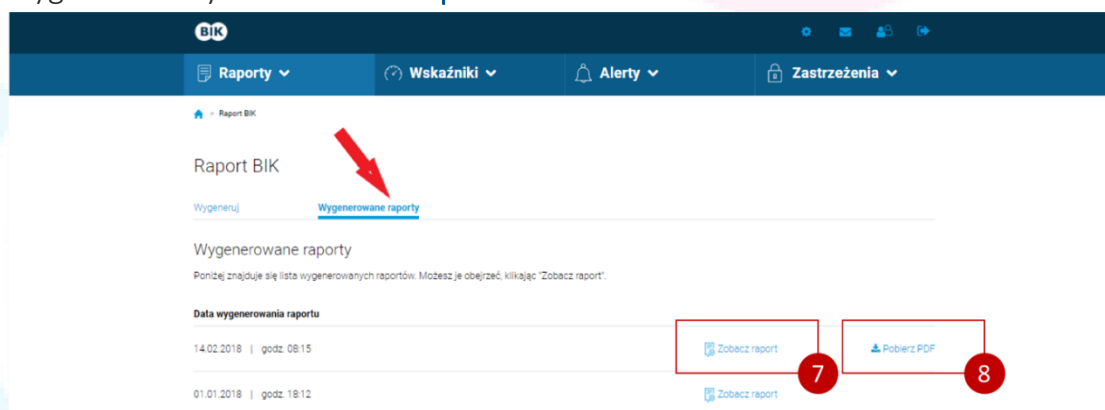 BIK
Raporty Wskaźniki Alerty Zastrzeżenia
Raport BIK
Raport BIK
Wygeneruj Wygenerowane raporty
Wygenerowane raporty
Poniżej znajduje się lista wygenerowanych raportów. Możesz je obejrzeć, klikając "Zobacz raport".
Data wygenerowania raportu
14.02.2018 | godz. 08:15 Zobacz raport Pobierz PDF
7 8
01.01.2018 | godz. 18:12 Zobacz raport